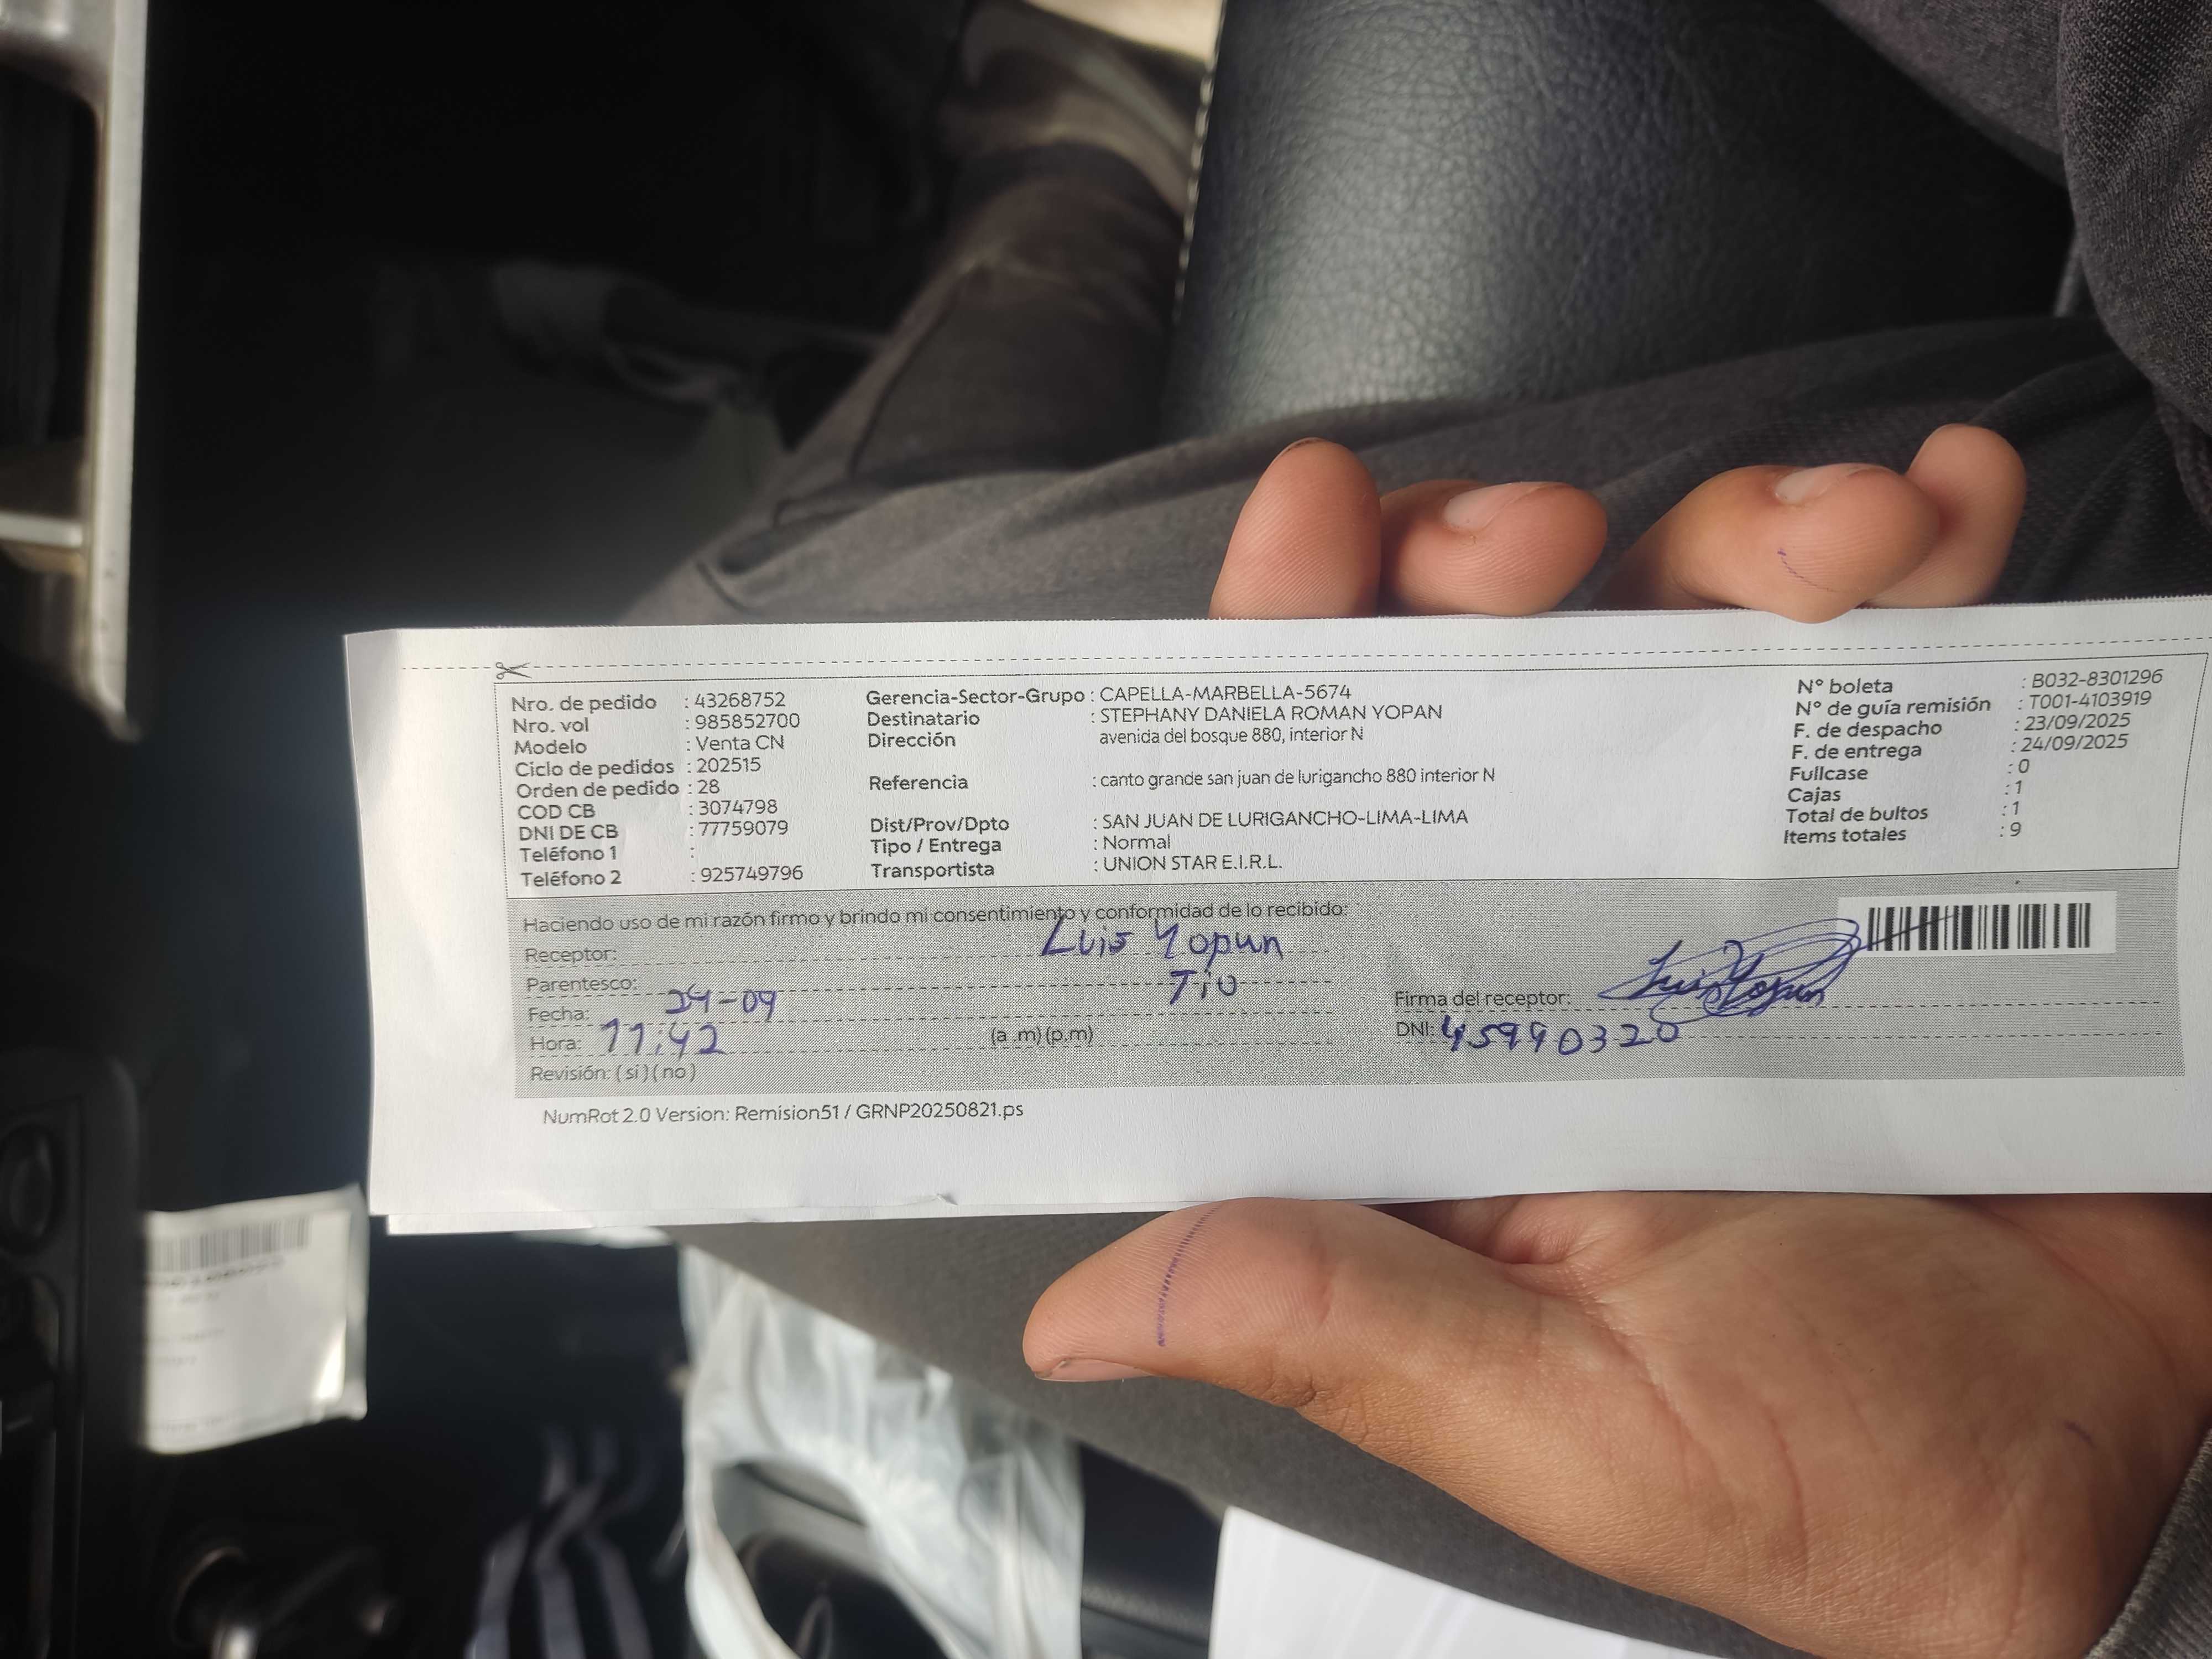 Nro. de pedido : 43268752
Nro. vol : 985852700
Modelo : Venta CN
Ciclo de pedidos : 202515
Orden de pedido : 28
COD CB : 3074798
DNI DE CB : 77759079
Teléfono 1 :
Teléfono 2 : 925749796
Gerencia-Sector-Grupo : CAPELLA-MARBELLA-5674
Destinatario : STEPHANY DANIELA ROMAN YOPAN
Dirección avenida del bosque 880, interior N
Referencia : canto grande san juan de lurigancho 880 interior N
Dist/Prov/Dpto : SAN JUAN DE LURIGANCHO-LIMA-LIMA
Tipo / Entrega : Normal
Transportista : UNION STAR E.I.R.L.
N° boleta : B032-8301296
N° de guía remisión : T001-4103919
F. de despacho : 23/09/2025
F. de entrega : 24/09/2025
Fullcase : 0
Cajas : 1
Total de bultos : 1
Items totales : 9
Haciendo uso de mi razón firmo y brindo mi consentimiento y conformidad de lo recibido:
Receptor: Luis Yopun
Parentesco: Tio
Fecha: 24-09
Hora: 11:42 (a .m) (p.m)
Revisión: ( sí ) ( no )
Firma del receptor: Luis Yopun
DNI: 45990320
NumRot 2.0 Version: Remision51 / GRNP20250821.ps